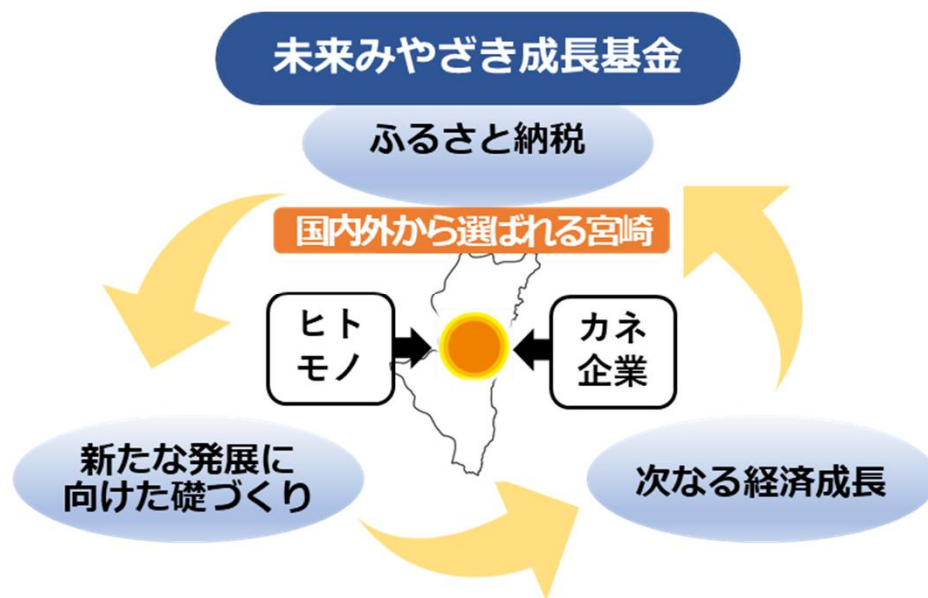 未来みやざき成長基金
ふるさと納税
国内外から選ばれる宮崎
ヒト
モノ
カネ
企業
新たな発展に
向けた礎づくり
次なる経済成長